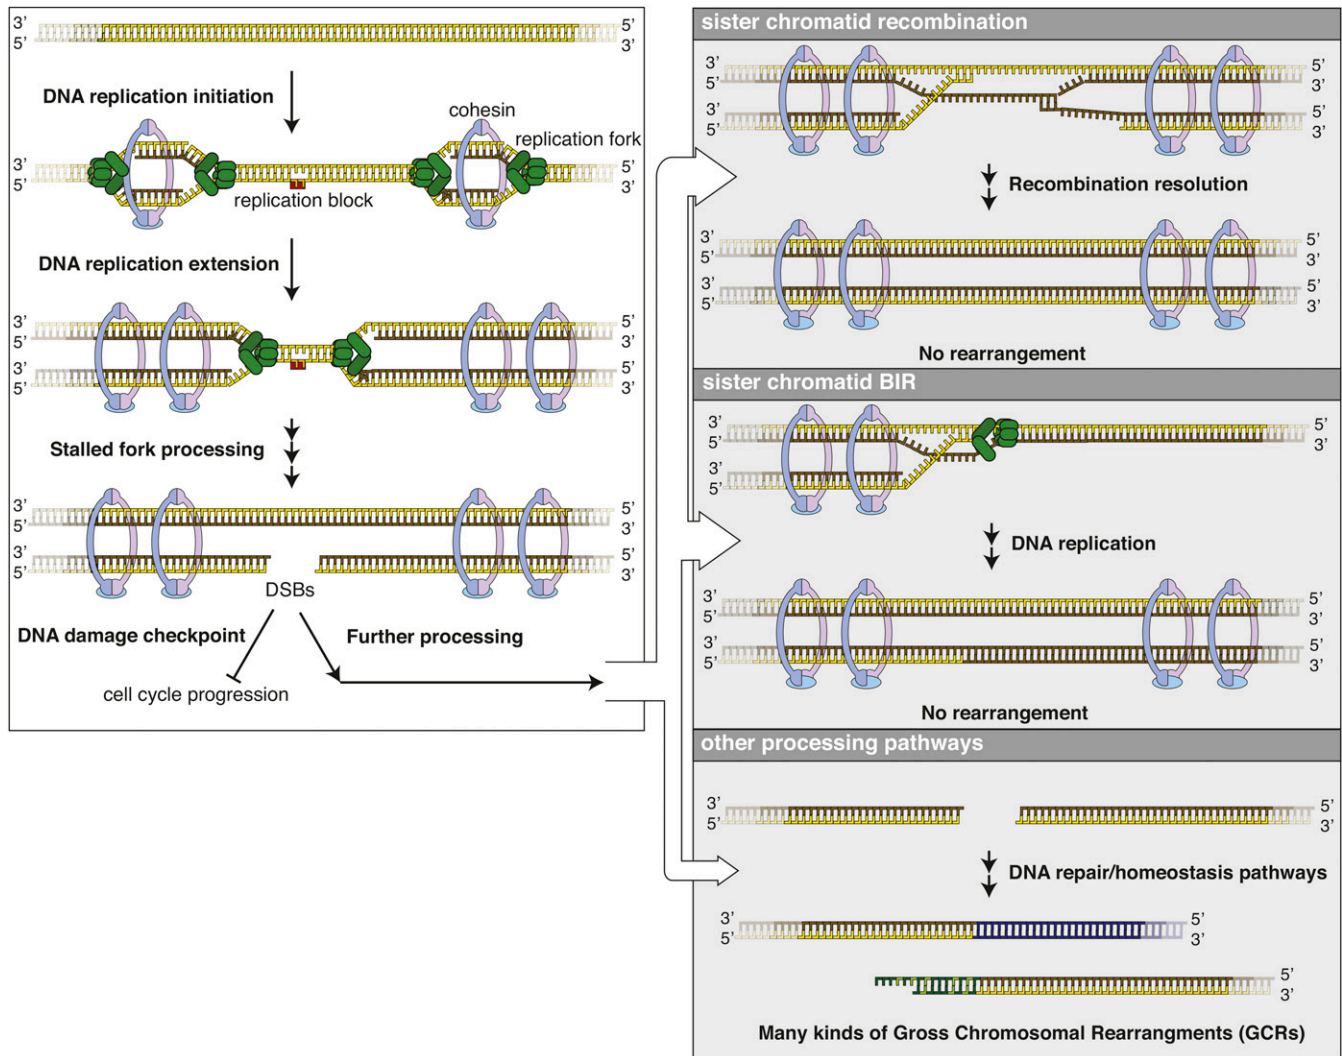 3' 5'
5' 3'
DNA replication initiation
cohesin
replication fork
3' 5'
5' 3'
replication block
DNA replication extension
3' 5'
5' 3'
3' 5'
5' 3'
Stalled fork processing
3' 5'
5' 3'
3' 5'
5' 3'
DSBs
DNA damage checkpoint
Further processing
cell cycle progression
sister chromatid recombination
3' 5'
3'
3'
5' 5'
3'
Recombination resolution
3' 5'
5' 3'
3' 5'
5' 3'
No rearrangement
sister chromatid BIR
3' 5'
5' 3'
3'
5'
DNA replication
3' 5'
5' 3'
3' 5'
5' 3'
No rearrangement
other processing pathways
3' 5'
5' 3'
DNA repair/homeostasis pathways
3' 5'
5' 3'
5'
3'
Many kinds of Gross Chromosomal Rearrangments (GCRs)